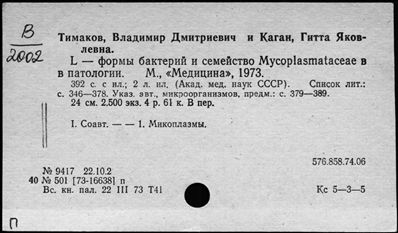 В
2002
Тимаков, Владимир Дмитриевич и Каган, Гитта Яков-
левна.
L — формы бактерий и семейство Mycoplasmataceae в
в патологии. М., «Медицина», 1973.
392 с. с ил.; 2 л. ил. (Акад. мед. наук СССР). Список лит.:
с. 346—378. Указ. авт., микроорганизмов, предм.: с. 379—389.
24 см. 2.500 экз. 4 р. 61 к. В пер.
I. Соавт. — — 1. Микоплазмы.
576.858.74.06
№ 9417 22.10.2
40 № 501 [73-16638] п
Вс. кн. пал. 22 III 73 Т41
Кс 5—3—5
П